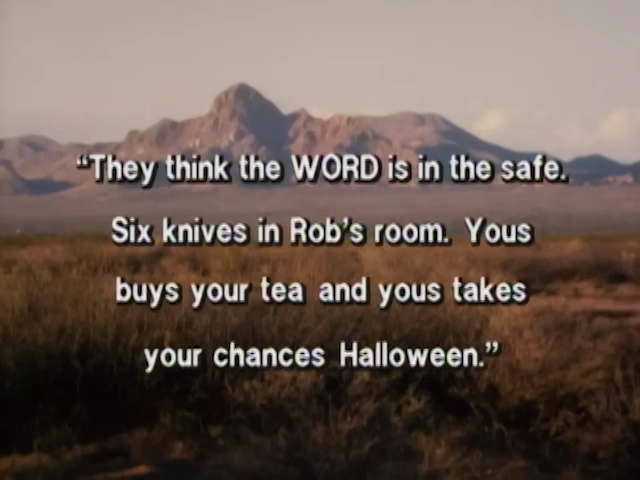 “They think the WORD is in the safe.
Six knives in Rob’s room. Yous
buys your tea and yous takes
your chances Halloween.”